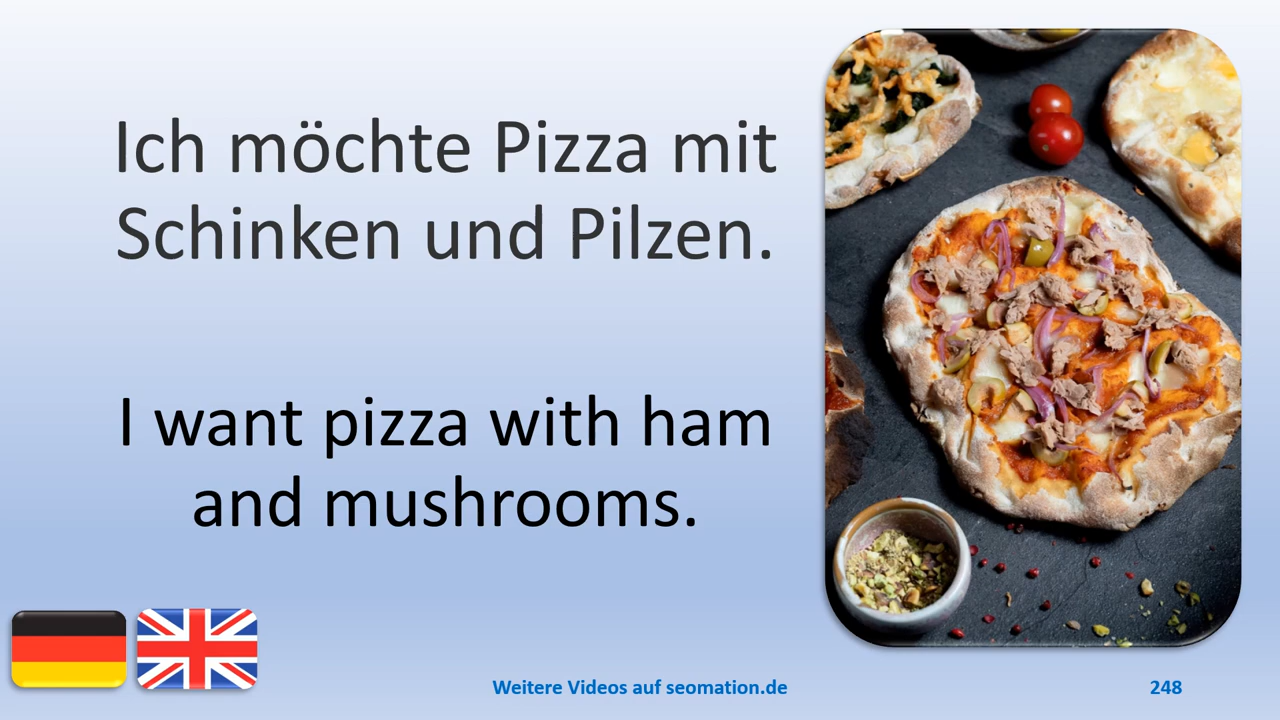 Ich möchte Pizza mit
Schinken und Pilzen.
I want pizza with ham
and mushrooms.
Weitere Videos auf seomation.de
248